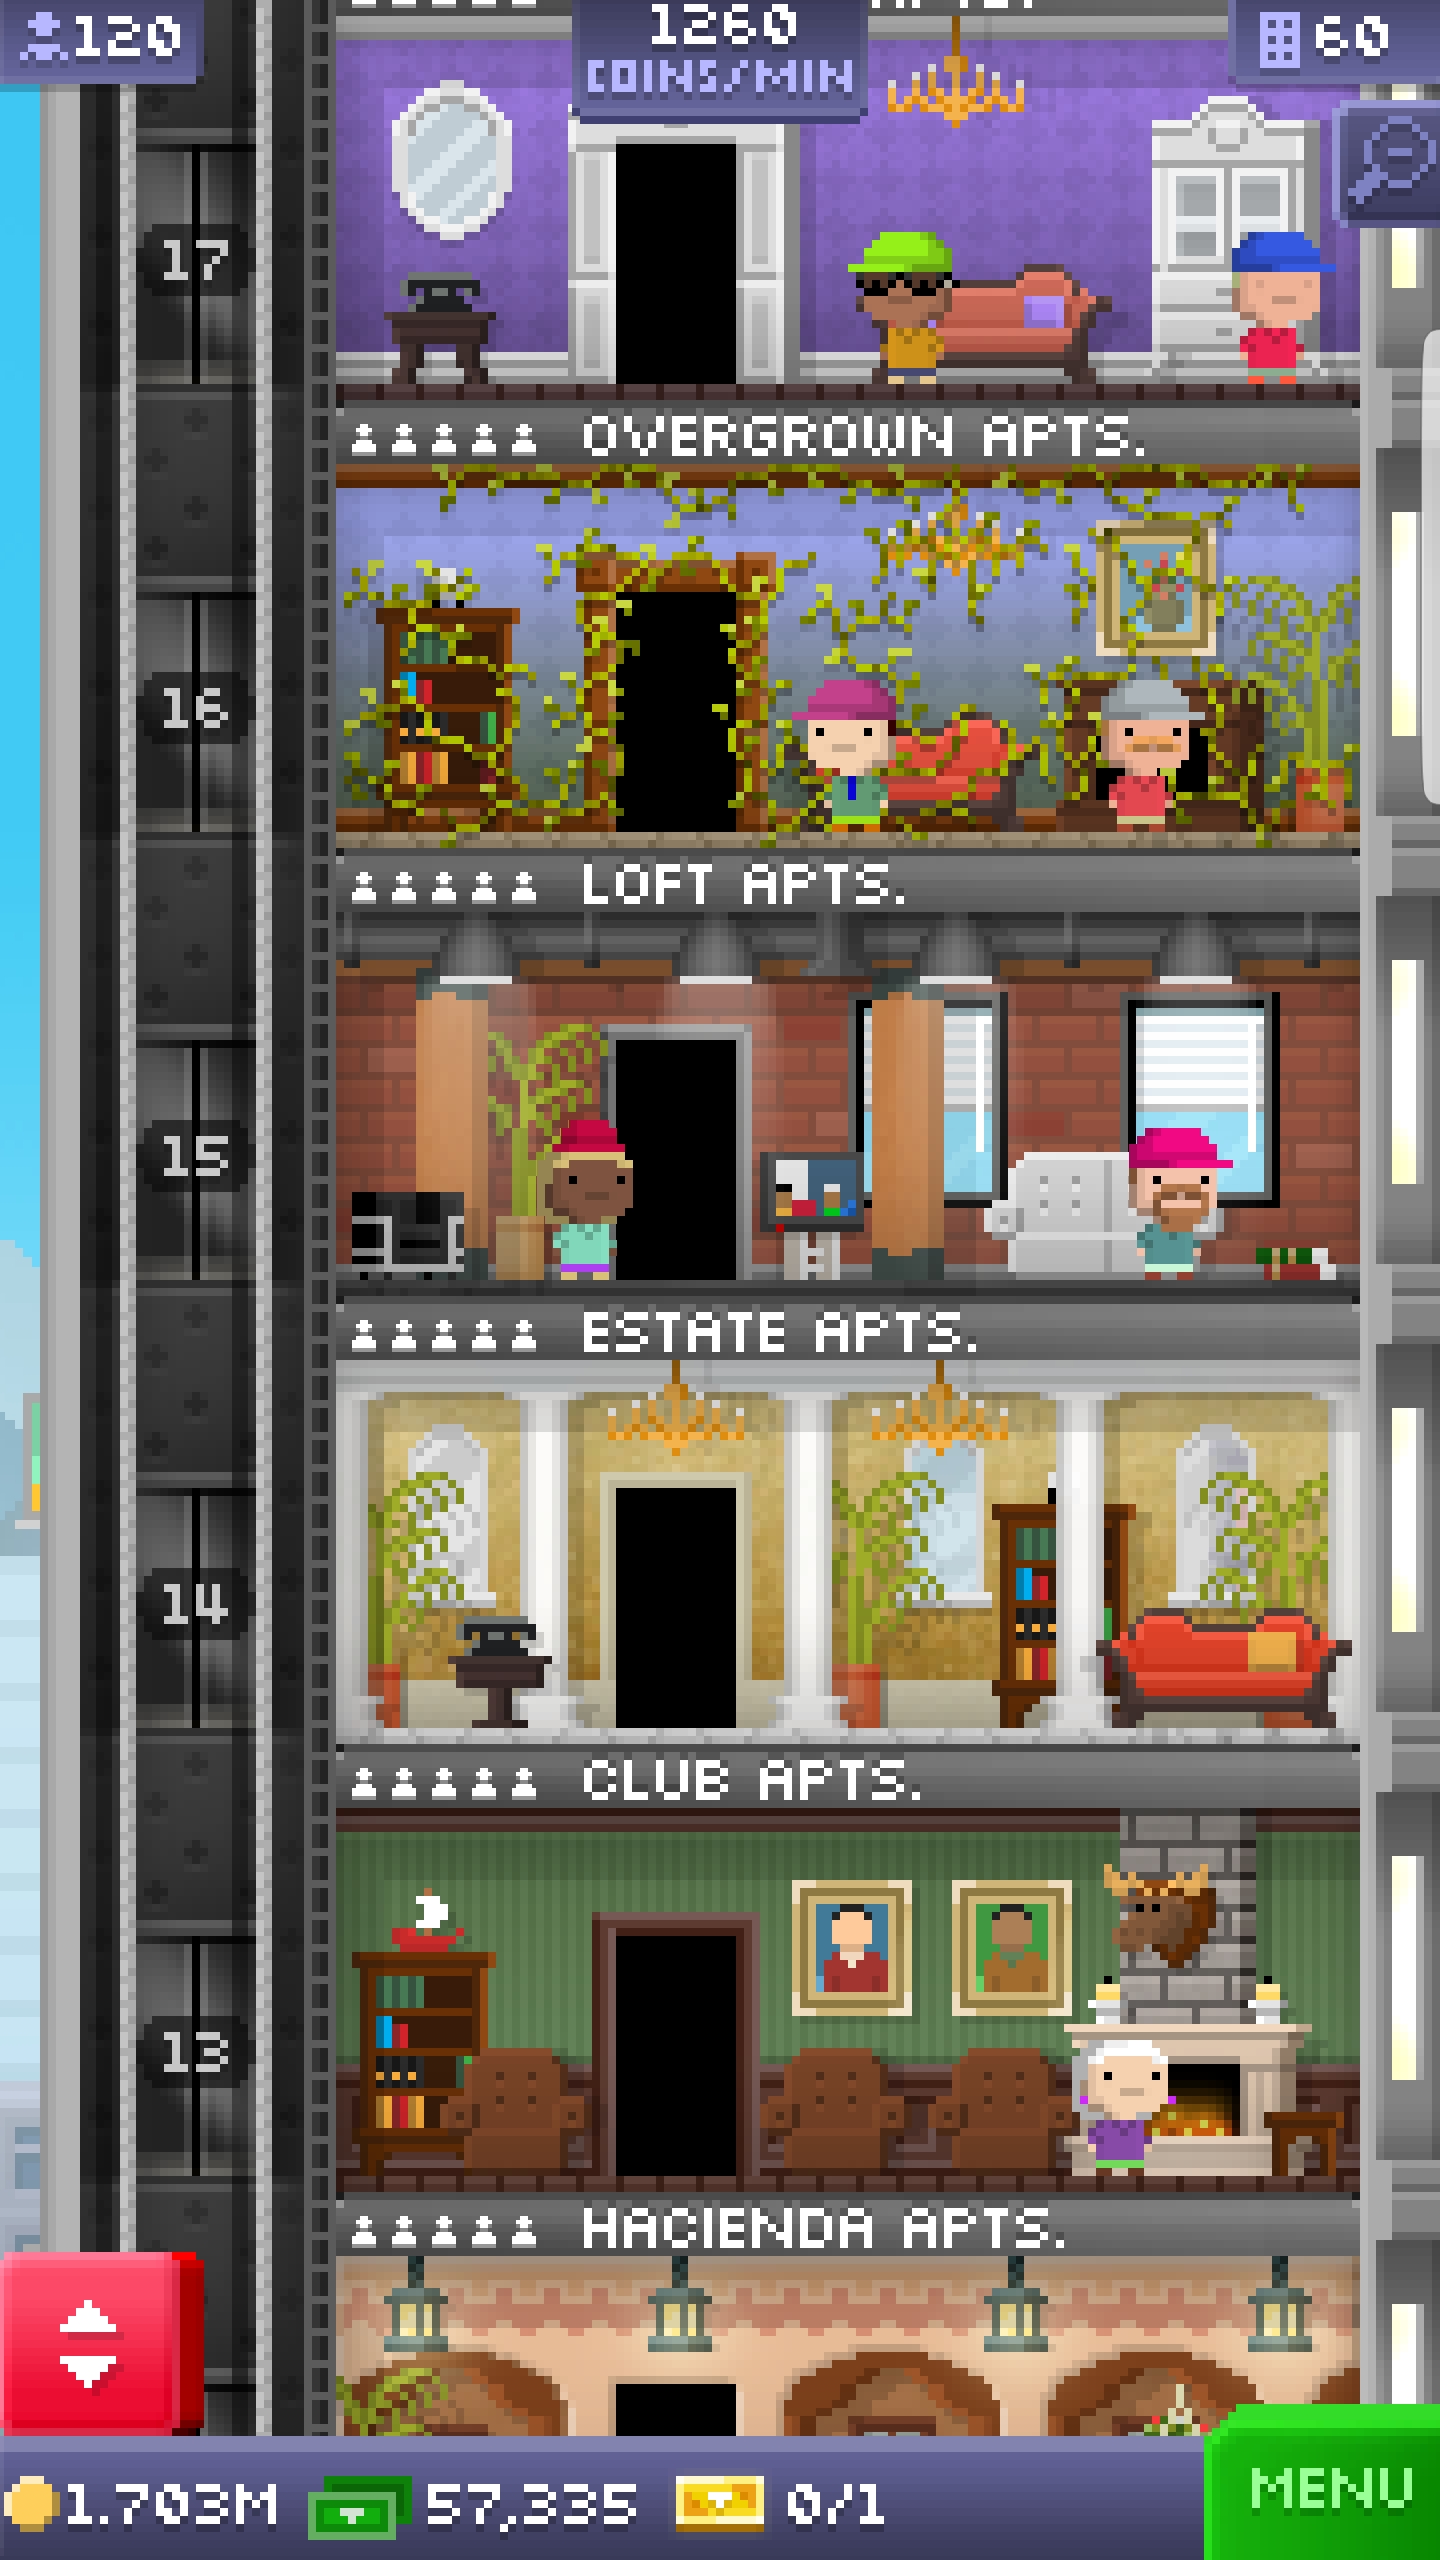 120
1260
COINS/MIN
60
17
OVERGROWN APTS.
16
LOFT APTS.
15
ESTATE APTS.
14
CLUB APTS.
13
HACIENDA APTS.
1.703M 57,335 0/1
MENU